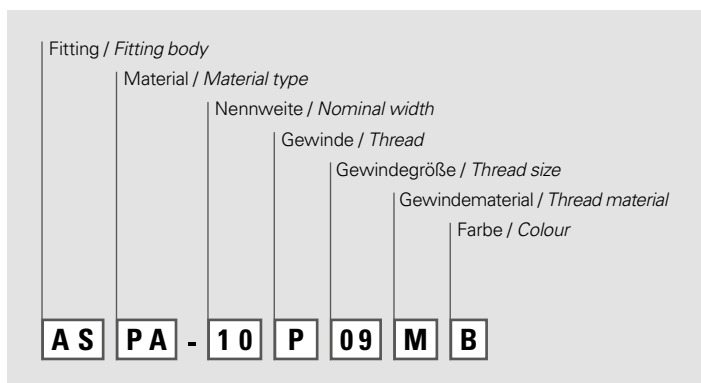 Fitting / Fitting body
Material / Material type
Nennweite / Nominal width
Gewinde / Thread
Gewindegröße / Thread size
Gewindematerial / Thread material
Farbe / Colour
AS PA - 10 P 09 M B